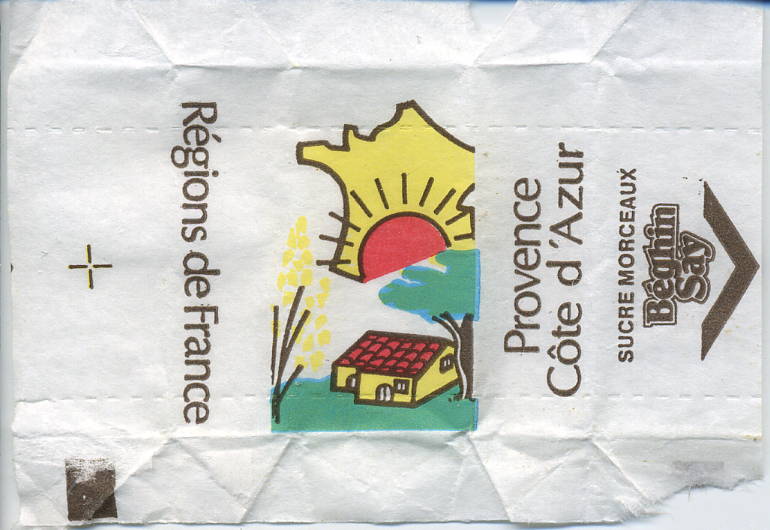 Régions de France
Provence
Côte d'Azur
SUCRE MORCEAUX
Béghin
Say